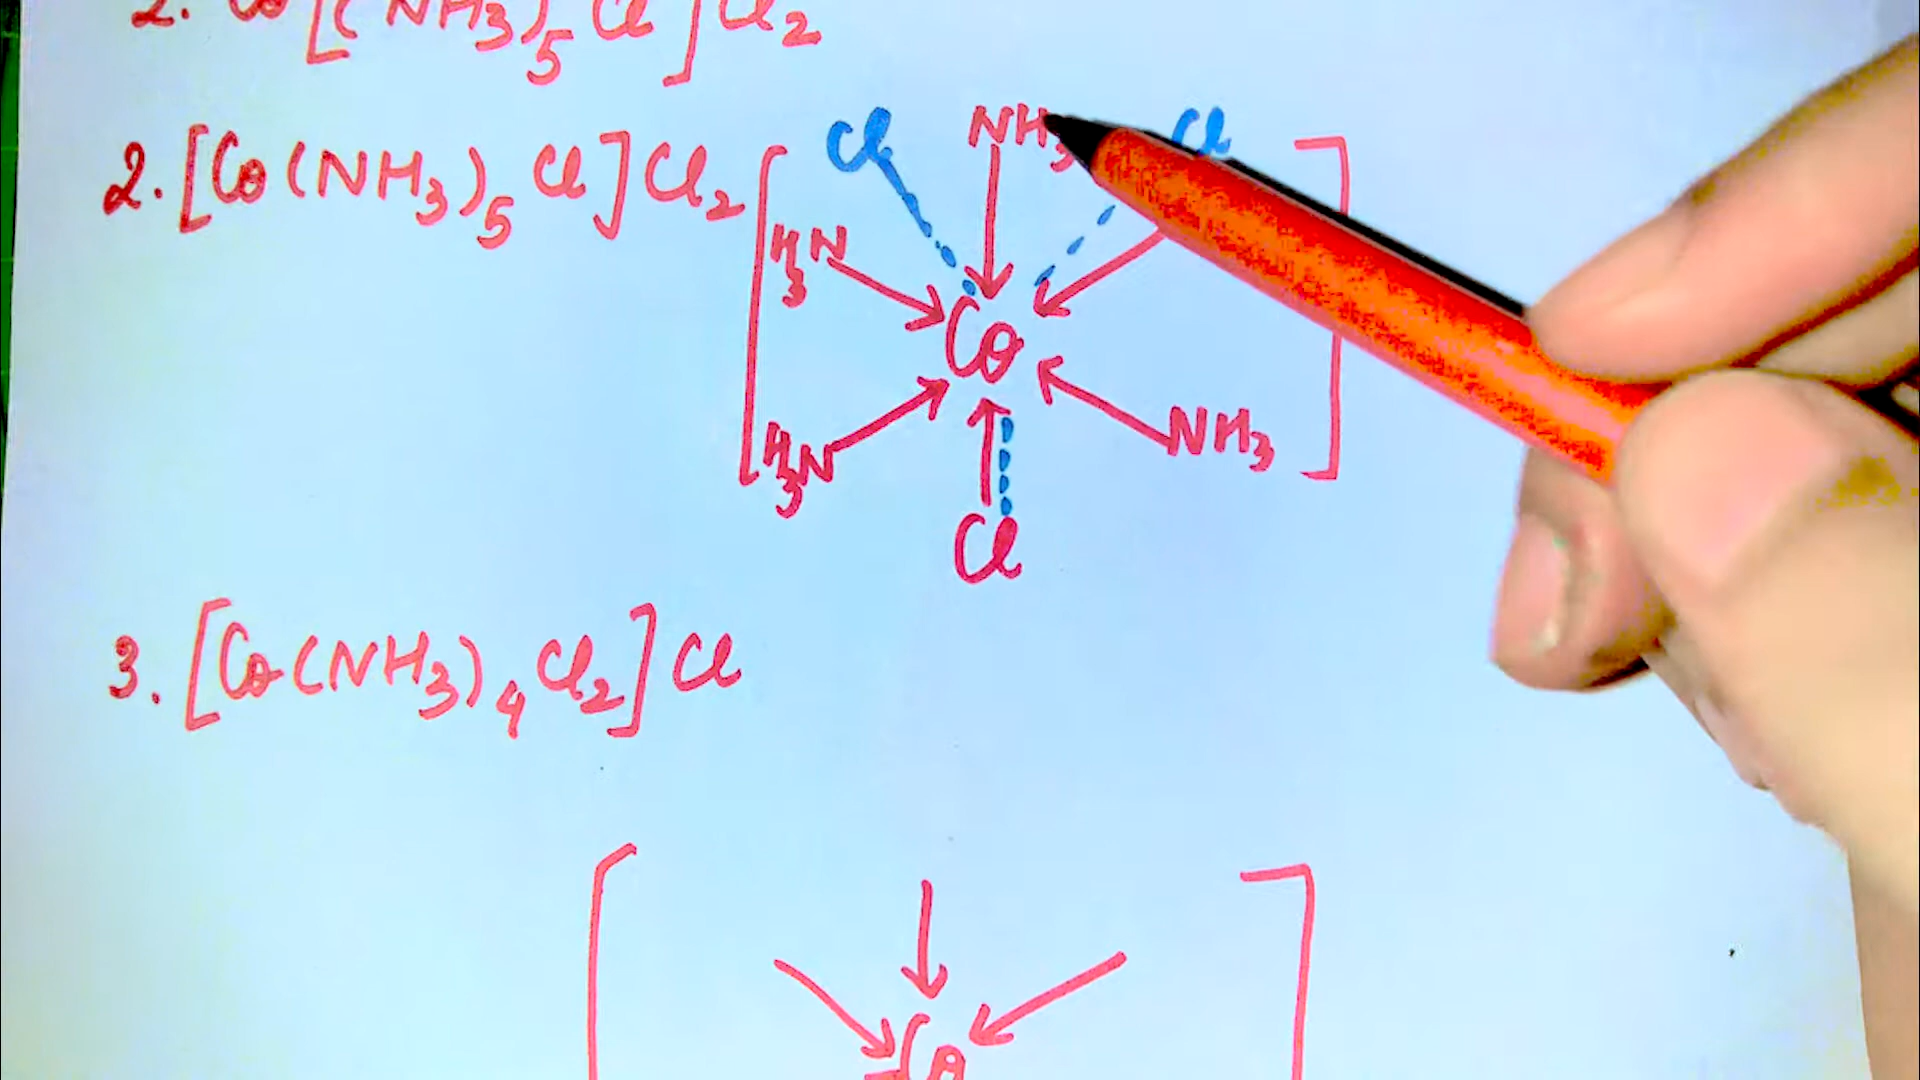 2. Co[(NH3)5Cl]Cl2
2. [Co(NH3)5Cl]Cl2
Cl NH3 Cl
H3N
Co
H3N NH3
Cl
3. [Co(NH3)4Cl2]Cl
Co